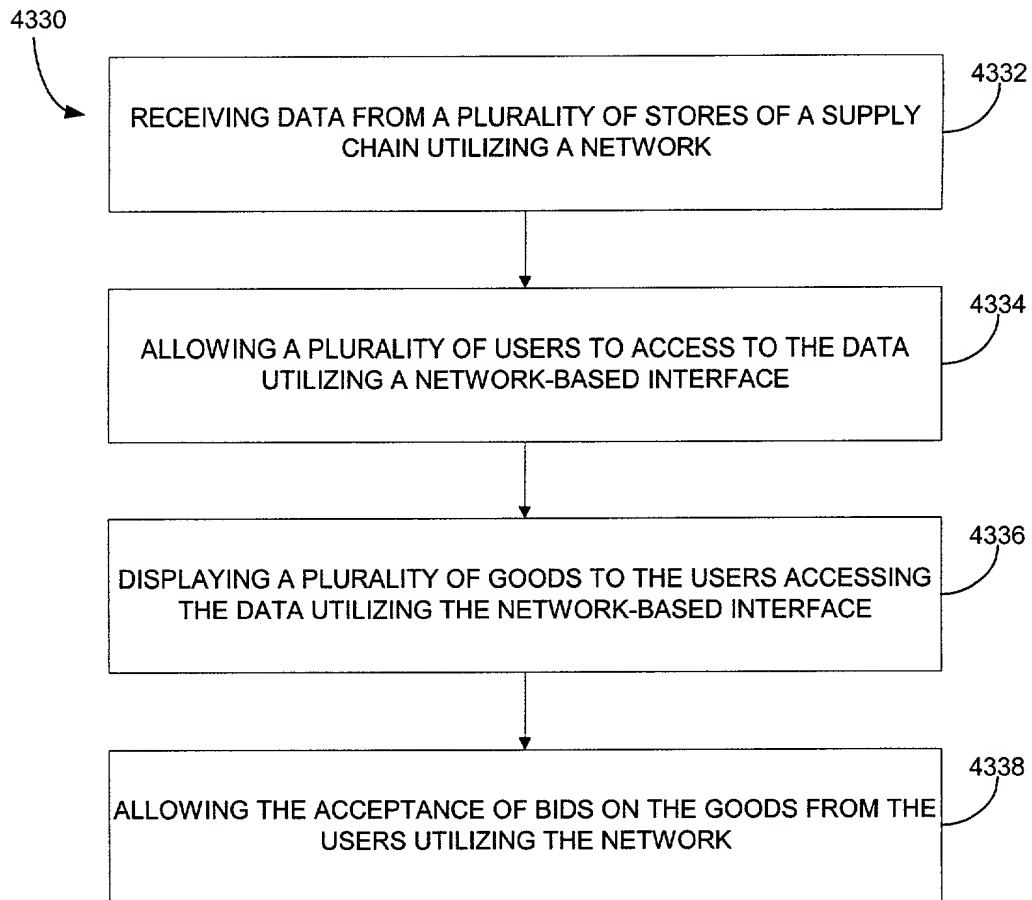 4330
4332
RECEIVING DATA FROM A PLURALITY OF STORES OF A SUPPLY
CHAIN UTILIZING A NETWORK
4334
ALLOWING A PLURALITY OF USERS TO ACCESS TO THE DATA
UTILIZING A NETWORK-BASED INTERFACE
4336
DISPLAYING A PLURALITY OF GOODS TO THE USERS ACCESSING
THE DATA UTILIZING THE NETWORK-BASED INTERFACE
4338
ALLOWING THE ACCEPTANCE OF BIDS ON THE GOODS FROM THE
USERS UTILIZING THE NETWORK